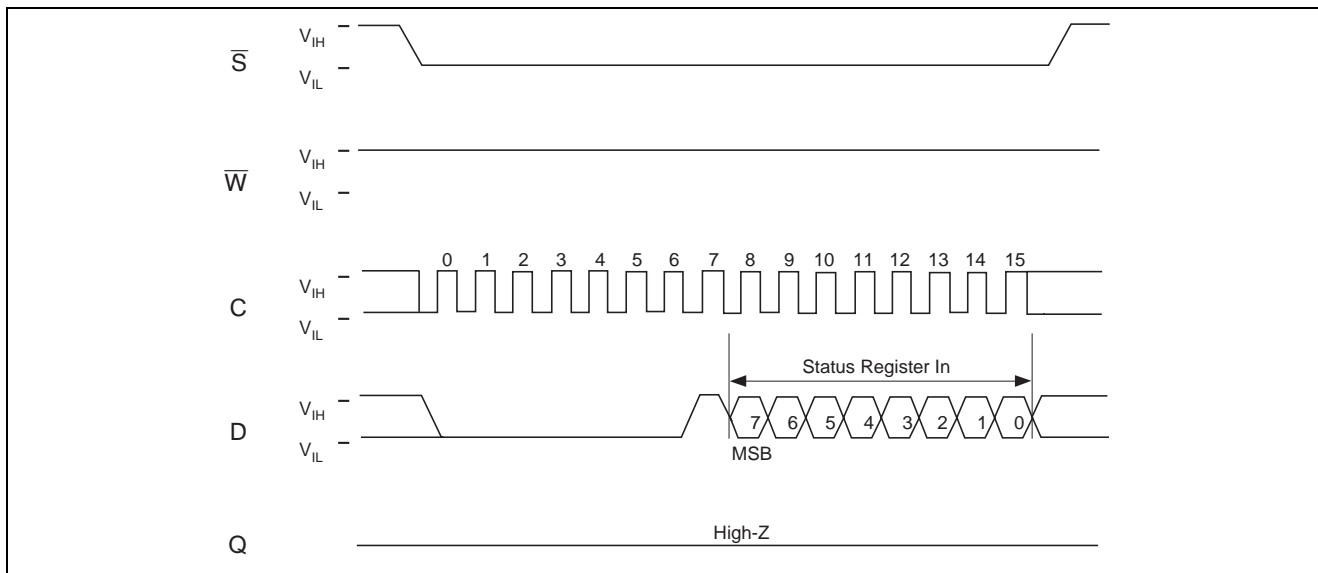 S̅
V_IH
V_IL
W̅
V_IH
V_IL
0 1 2 3 4 5 6 7 8 9 10 11 12 13 14 15
C
V_IH
V_IL
Status Register In
D
V_IH
V_IL
7 6 5 4 3 2 1 0
MSB
Q
High-Z